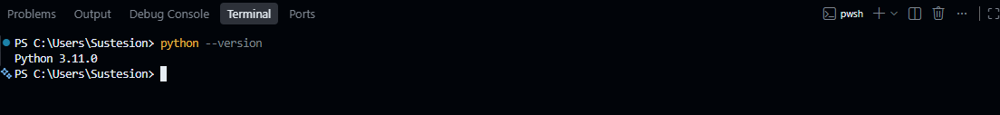 Problems Output Debug Console Terminal Ports pwsh
PS C:\Users\Sustesion> python --version
Python 3.11.0
PS C:\Users\Sustesion>